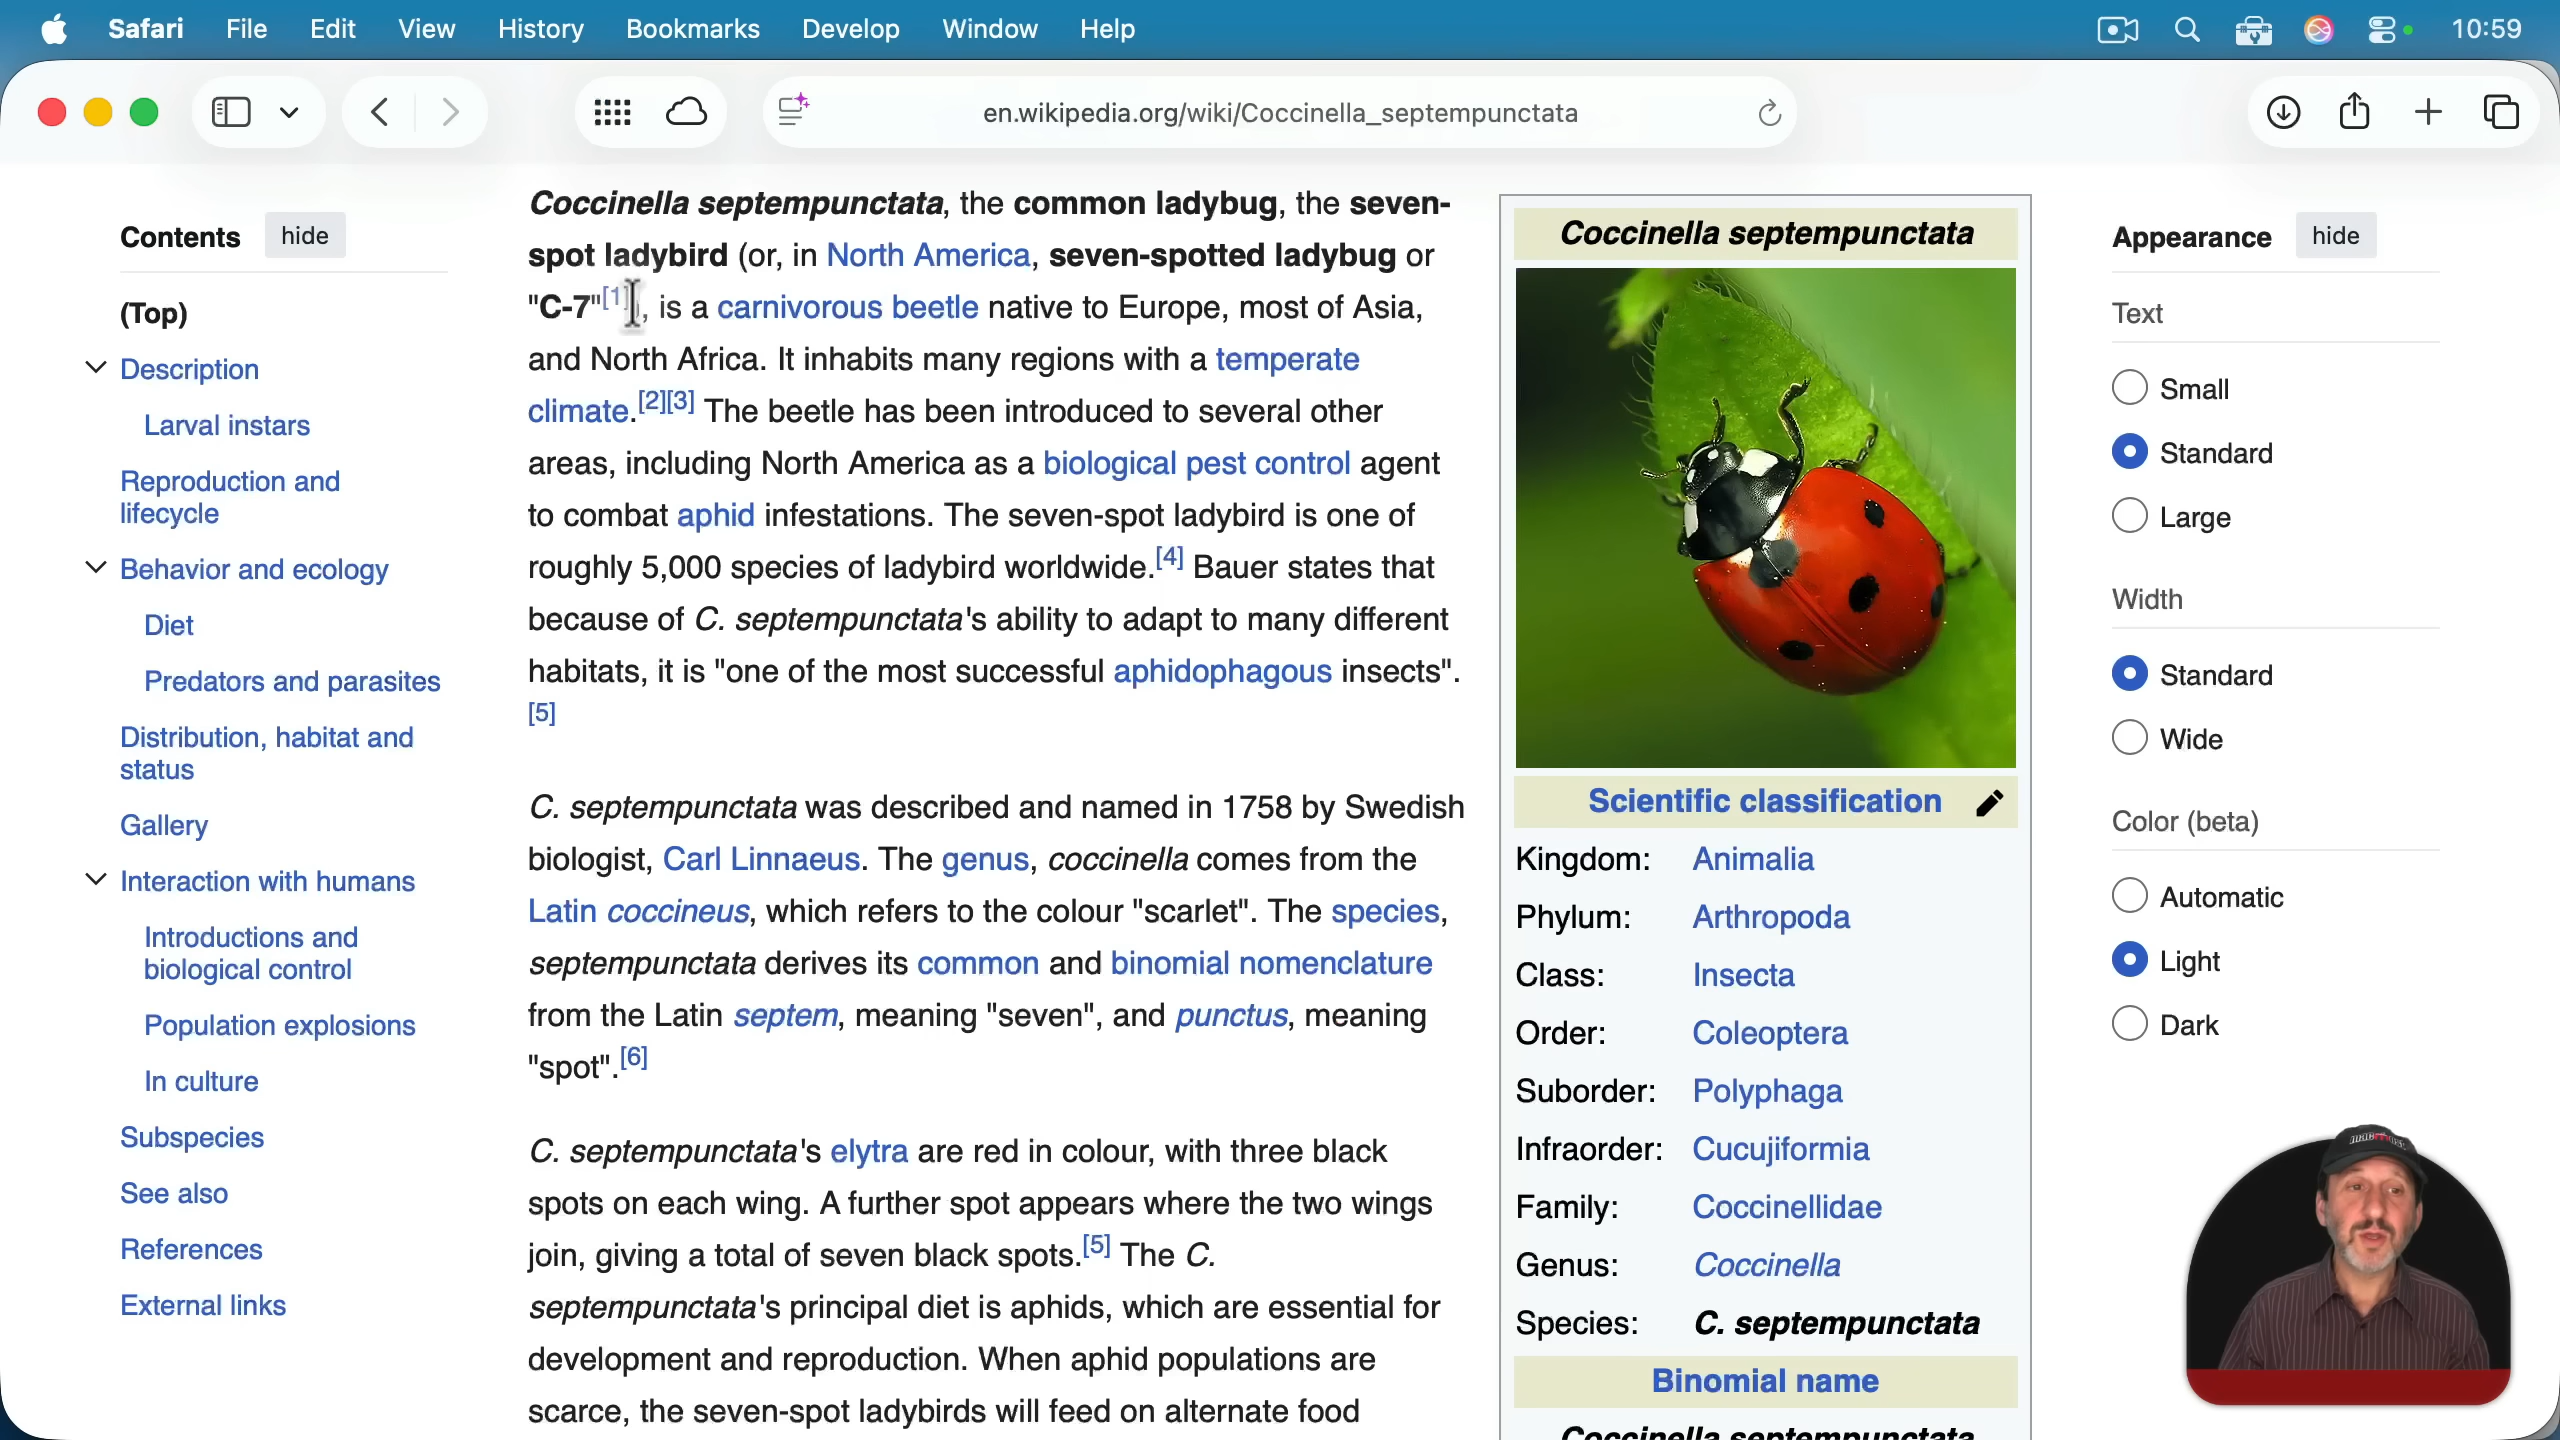 Safari File Edit View History Bookmarks Develop Window Help 10:59
en.wikipedia.org/wiki/Coccinella_septempunctata
Contents hide
(Top)
Description
Larval instars
Reproduction and
lifecycle
Behavior and ecology
Diet
Predators and parasites
Distribution, habitat and
status
Gallery
Interaction with humans
Introductions and
biological control
Population explosions
In culture
Subspecies
See also
References
External links
Coccinella septempunctata, the common ladybug, the seven-
spot ladybird (or, in North America, seven-spotted ladybug or
"C-7"[1]), is a carnivorous beetle native to Europe, most of Asia,
and North Africa. It inhabits many regions with a temperate
climate.[2][3] The beetle has been introduced to several other
areas, including North America as a biological pest control agent
to combat aphid infestations. The seven-spot ladybird is one of
roughly 5,000 species of ladybird worldwide.[4] Bauer states that
because of C. septempunctata's ability to adapt to many different
habitats, it is "one of the most successful aphidophagous insects".
[5]
C. septempunctata was described and named in 1758 by Swedish
biologist, Carl Linnaeus. The genus, coccinella comes from the
Latin coccineus, which refers to the colour "scarlet". The species,
septempunctata derives its common and binomial nomenclature
from the Latin septem, meaning "seven", and punctus, meaning
"spot".[6]
C. septempunctata's elytra are red in colour, with three black
spots on each wing. A further spot appears where the two wings
join, giving a total of seven black spots.[5] The C.
septempunctata's principal diet is aphids, which are essential for
development and reproduction. When aphid populations are
scarce, the seven-spot ladybirds will feed on alternate food
Coccinella septempunctata
Scientific classification
Kingdom: Animalia
Phylum: Arthropoda
Class: Insecta
Order: Coleoptera
Suborder: Polyphaga
Infraorder: Cucujiformia
Family: Coccinellidae
Genus: Coccinella
Species: C. septempunctata
Binomial name
Coccinella septempunctata
Appearance hide
Text
Small
Standard
Large
Width
Standard
Wide
Color (beta)
Automatic
Light
Dark